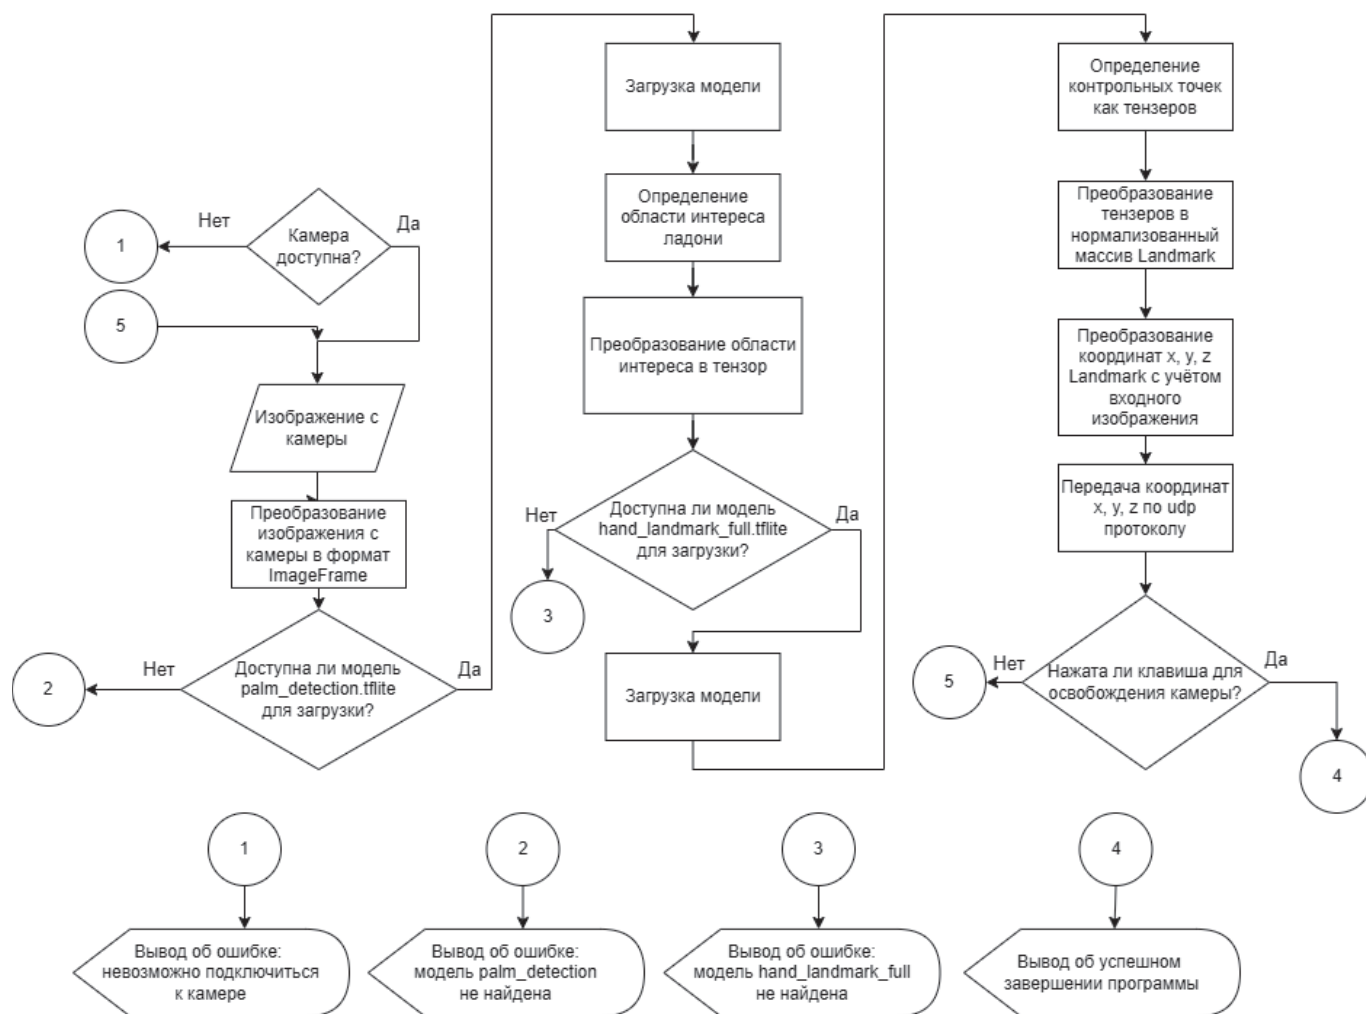 Нет
Да
1
Камера
доступна?
5
Изображение с
камеры
Преобразование
изображения с
камеры в формат
ImageFrame
Нет
Да
2
Доступна ли модель
palm_detection.tflite
для загрузки?
Загрузка модели
Определение
области интереса
ладони
Преобразование области
интереса в тензор
Нет
Да
Доступна ли модель
hand_landmark_full.tflite
для загрузки?
3
Загрузка модели
Определение
контрольных точек
как тензеров
Преобразование
тензеров в
нормализованный
массив Landmark
Преобразование
координат x, y, z
Landmark с учётом
входного
изображения
Передача координат
x, y, z по udp
протоколу
Нет
Да
5
Нажата ли клавиша для
освобождения камеры?
4
1
2
3
4
Вывод об ошибке:
невозможно подключиться
к камере
Вывод об ошибке:
модель palm_detection
не найдена
Вывод об ошибке:
модель hand_landmark_full
не найдена
Вывод об успешном
завершении программы